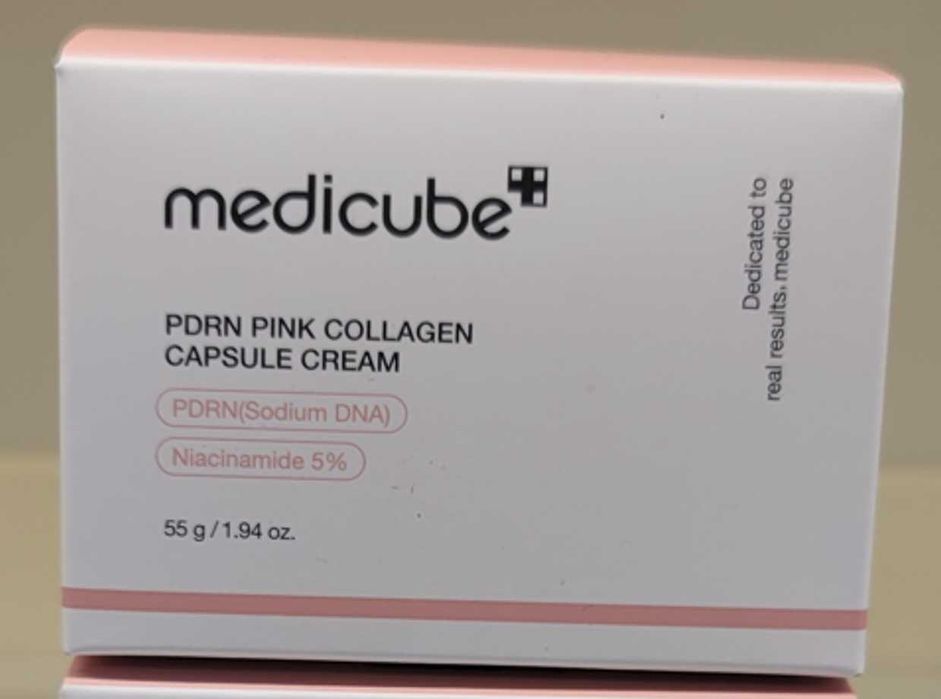 medicube
PDRN PINK COLLAGEN
CAPSULE CREAM
PDRN(Sodium DNA)
Niacinamide 5%
55 g / 1.94 oz.
Dedicated to
real results, medicube